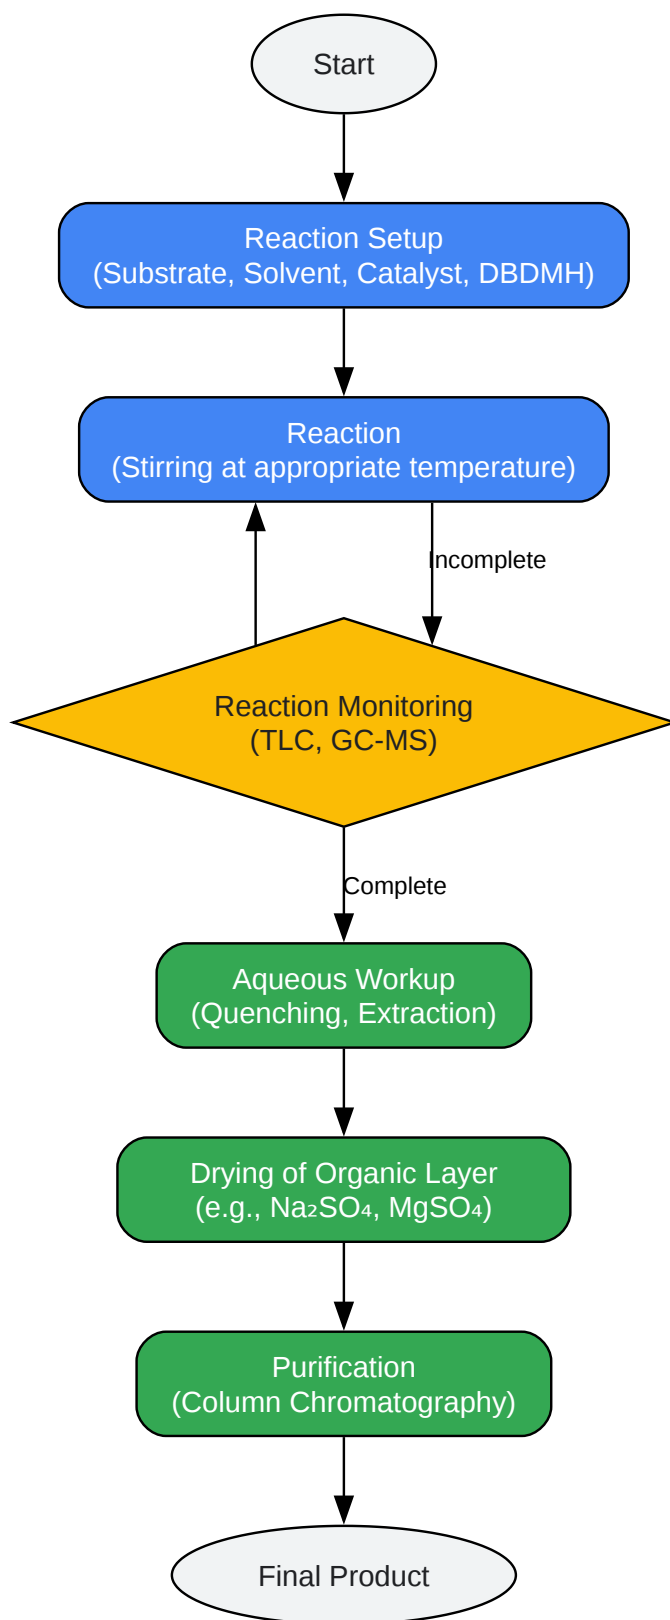 Start
Reaction Setup
(Substrate, Solvent, Catalyst, DBDMH)
Reaction
(Stirring at appropriate temperature)
Incomplete
Reaction Monitoring
(TLC, GC-MS)
Complete
Aqueous Workup
(Quenching, Extraction)
Drying of Organic Layer
(e.g., Na₂SO₄, MgSO₄)
Purification
(Column Chromatography)
Final Product